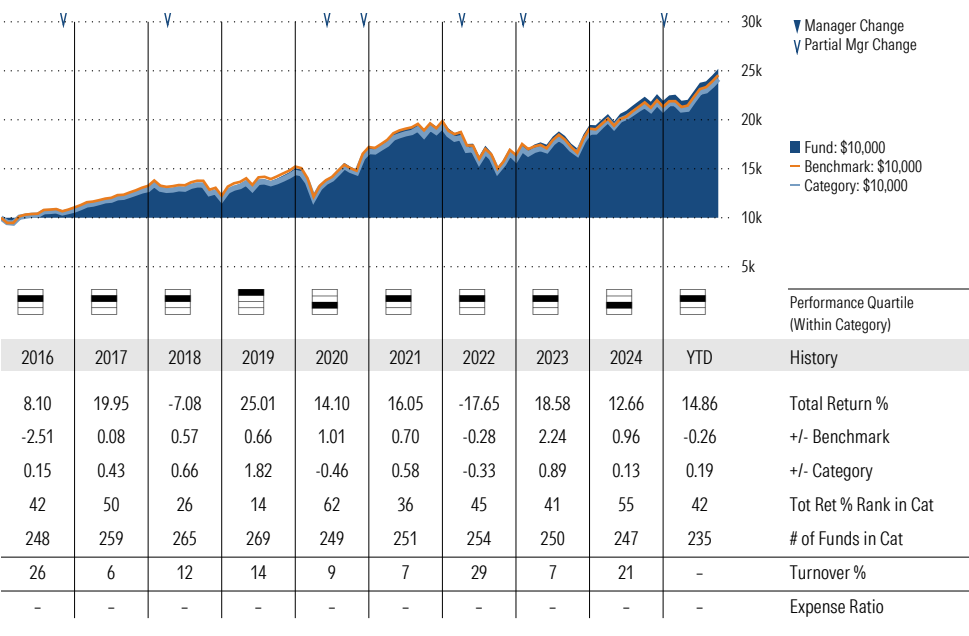 30k
25k
20k
15k
10k
5k
Manager Change
Partial Mgr Change
Fund: $10,000
Benchmark: $10,000
Category: $10,000
Performance Quartile
(Within Category)
2016 2017 2018 2019 2020 2021 2022 2023 2024 YTD History
8.10 19.95 -7.08 25.01 14.10 16.05 -17.65 18.58 12.66 14.86 Total Return %
-2.51 0.08 0.57 0.66 1.01 0.70 -0.28 2.24 0.96 -0.26 +/- Benchmark
0.15 0.43 0.66 1.82 -0.46 0.58 -0.33 0.89 0.13 0.19 +/- Category
42 50 26 14 62 36 45 41 55 42 Tot Ret % Rank in Cat
248 259 265 269 249 251 254 250 247 235 # of Funds in Cat
26 6 12 14 9 7 29 7 21 – Turnover %
– – – – – – – – – – Expense Ratio